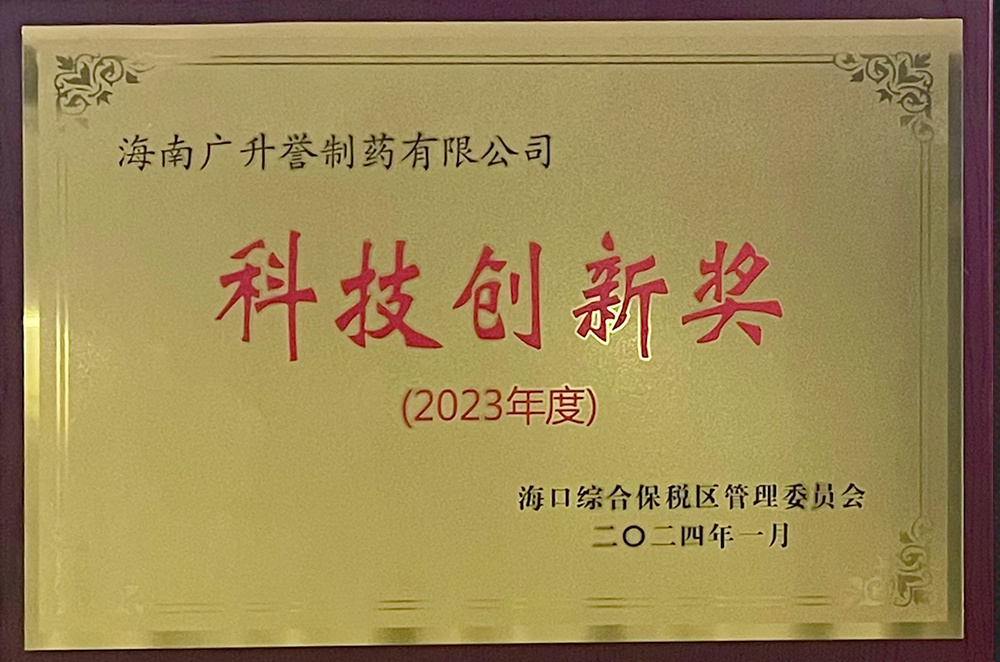 海南广升誉制药有限公司
科技创新奖
(2023年度)
海口综合保税区管理委员会
二〇二四年一月